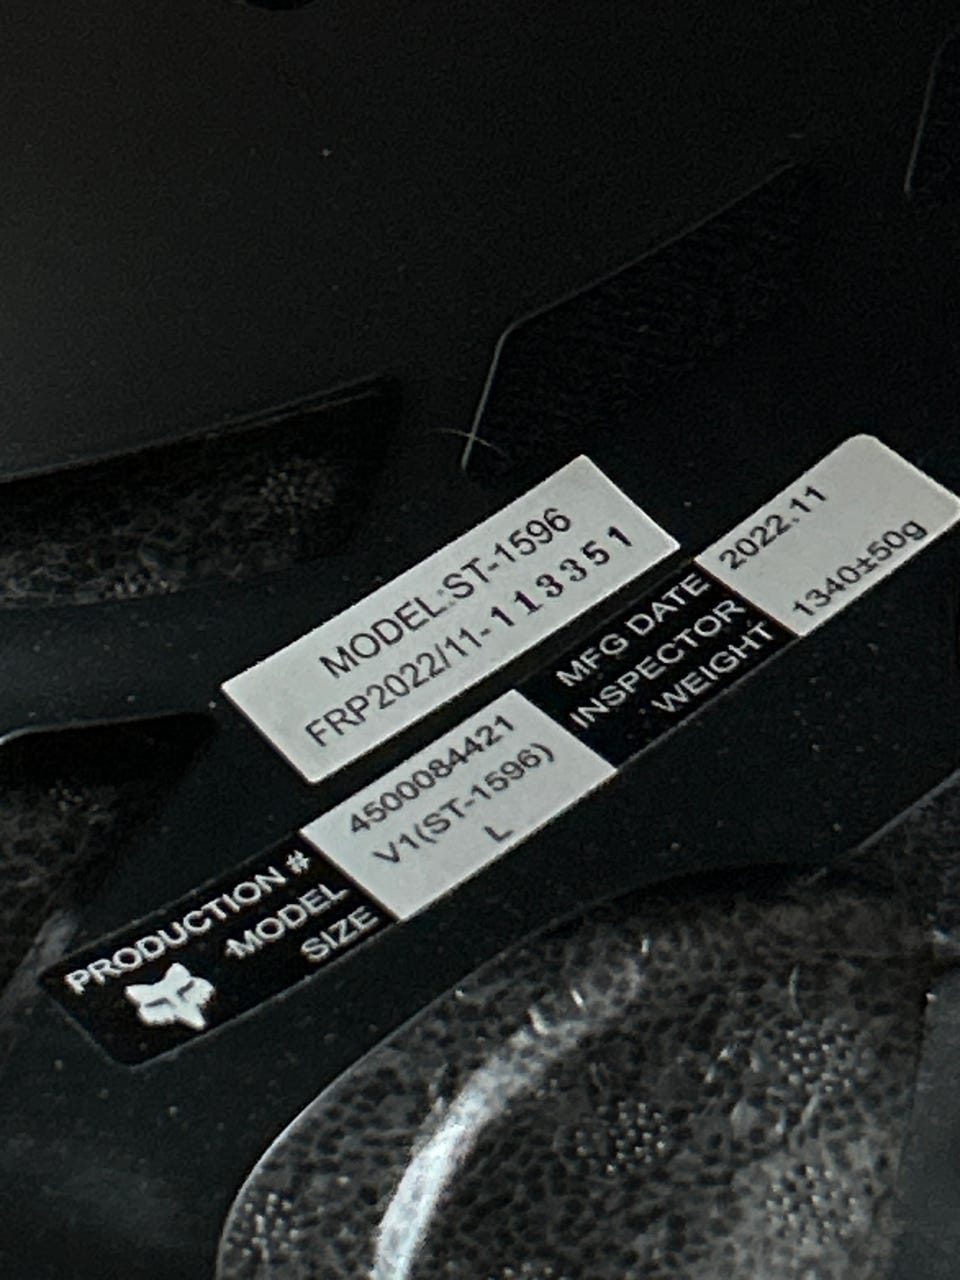 MODEL:ST-1596
FRP2022/11-113351
PRODUCTION # 4500084421
MODEL V1(ST-1596)
SIZE L
MFG DATE 2022.11
INSPECTOR
WEIGHT 1340±50g